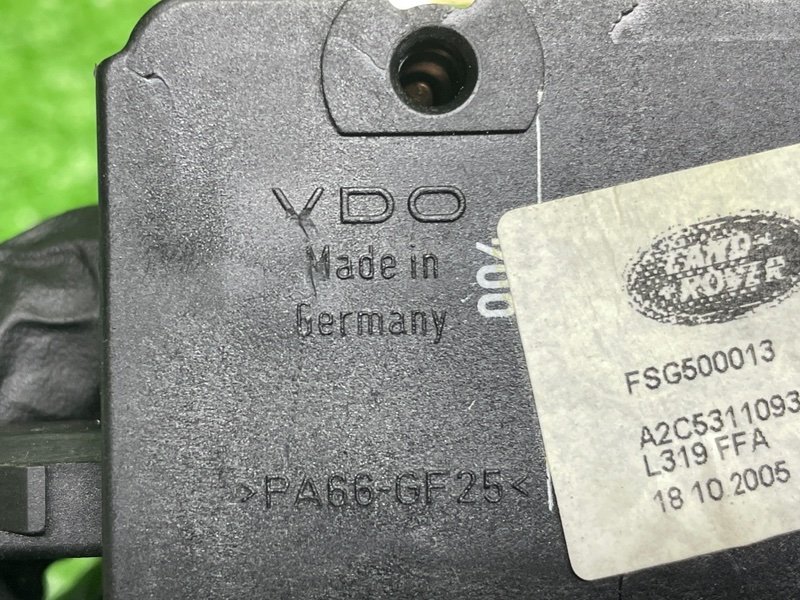 VDO
Made in
Germany
>PA66-GF25<
LAND
ROVER
FSG500013
A2C5311093
L319 FFA
18 10.2005